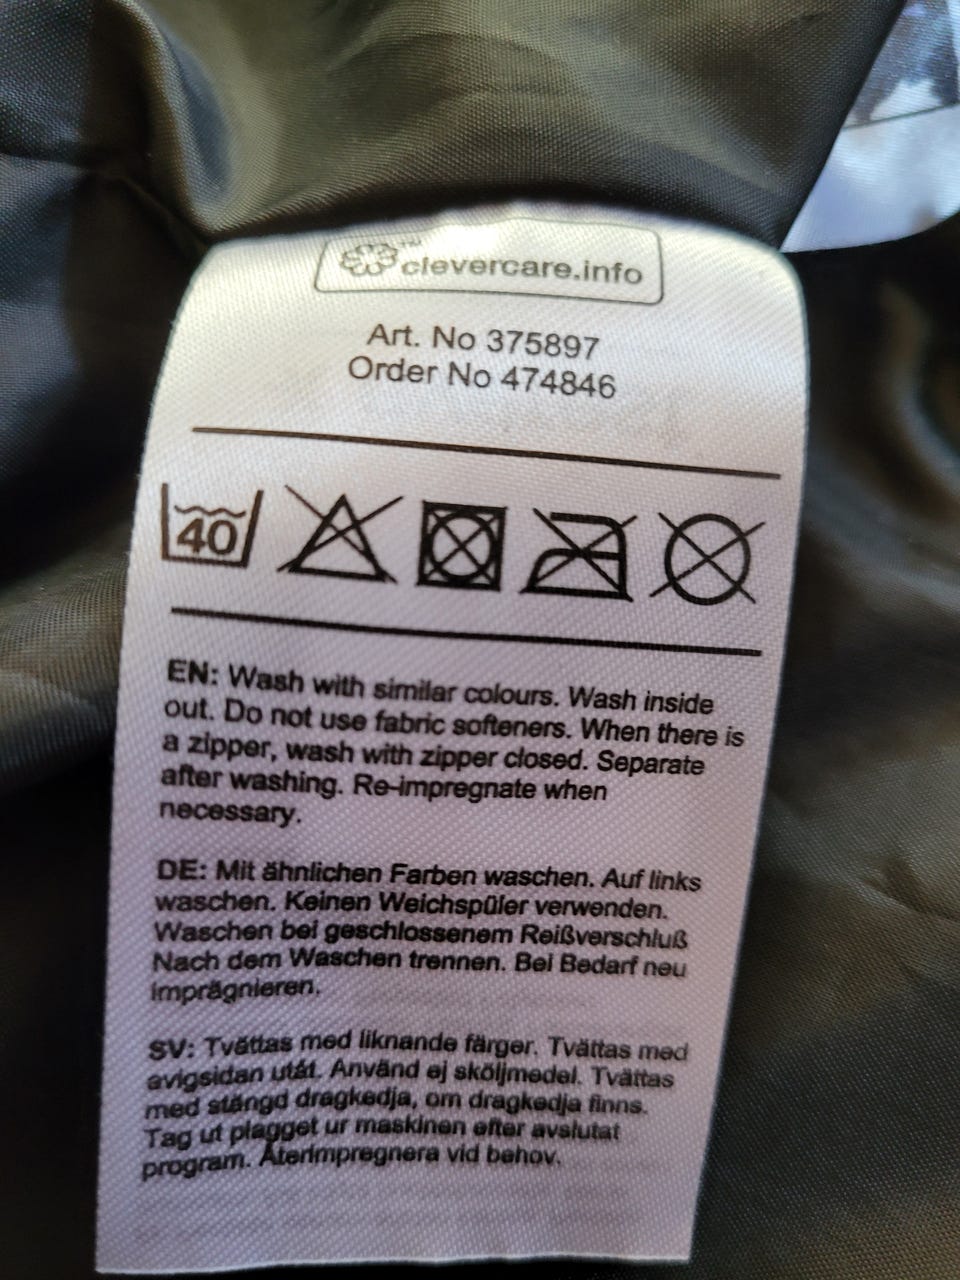 ™clevercare.info
Art. No 375897
Order No 474846
40
EN: Wash with similar colours. Wash inside
out. Do not use fabric softeners. When there is
a zipper, wash with zipper closed. Separate
after washing. Re-impregnate when
necessary.
DE: Mit ähnlichen Farben waschen. Auf links
waschen. Keinen Weichspüler verwenden.
Waschen bei geschlossenem Reißverschluß
Nach dem Waschen trennen. Bei Bedarf neu
imprägnieren.
SV: Tvättas med liknande färger. Tvättas med
avigsidan utåt. Använd ej sköljmedel. Tvättas
med stängd dragkedja, om dragkedja finns.
Tag ut plagget ur maskinen efter avslutat
program. Återimpregnera vid behov.